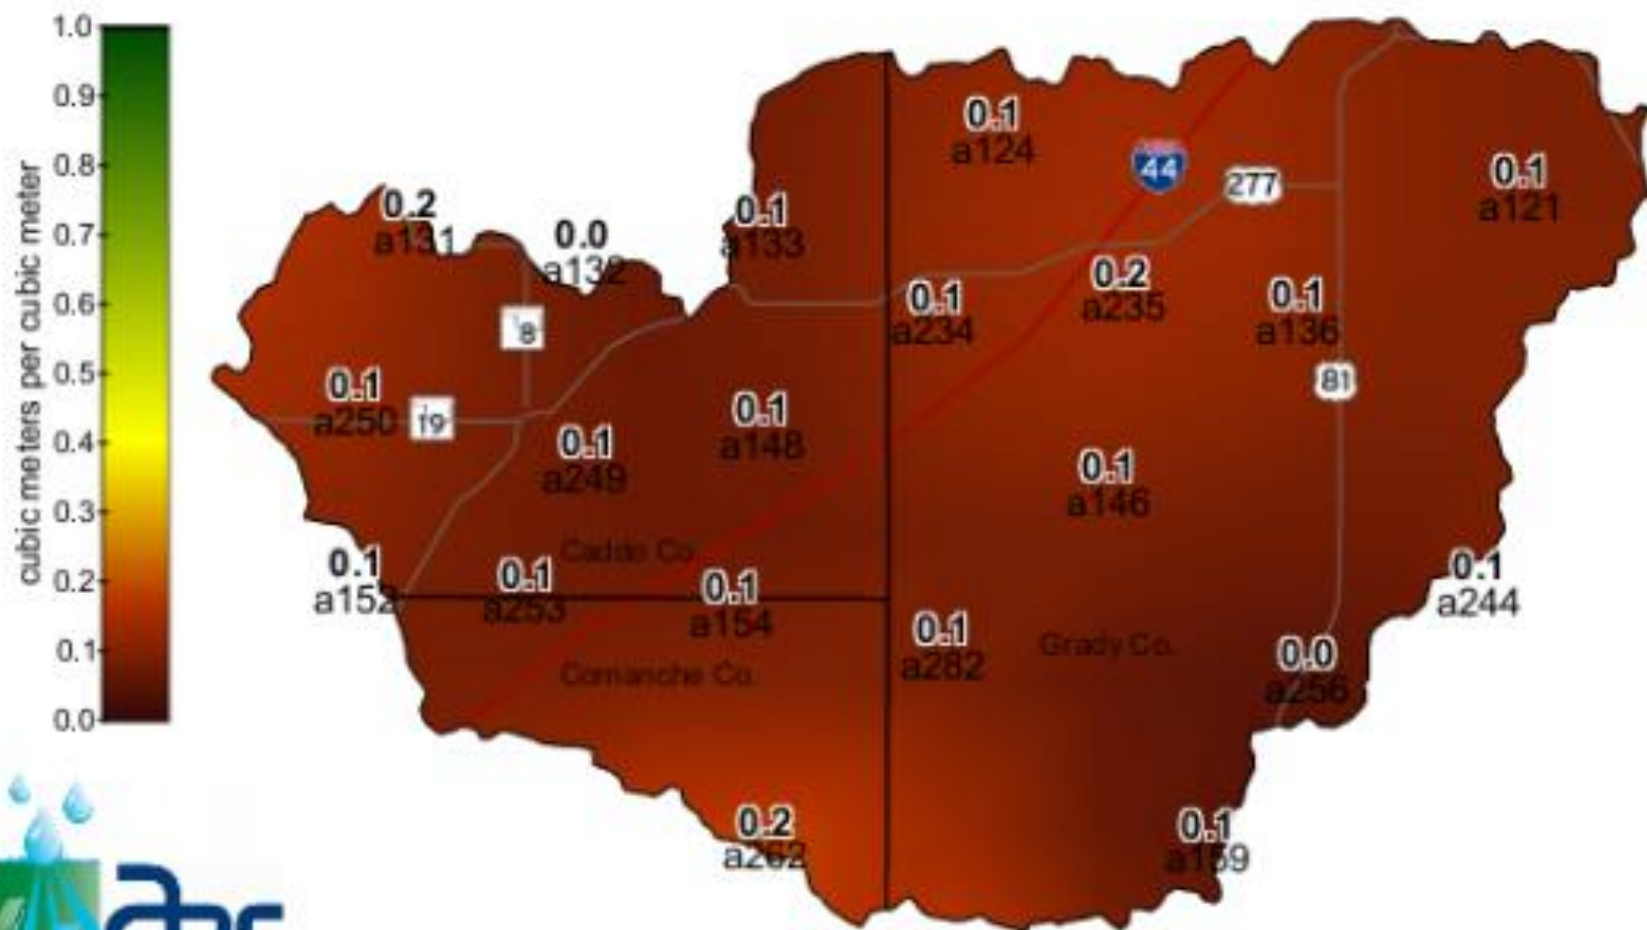 cubic meters per cubic meter
1.0
0.9
0.8
0.7
0.6
0.5
0.4
0.3
0.2
0.1
0.0
0.1
a124
44
277
0.1
a121
0.2
a131
0.0
a132
0.1
a133
0.1
a234
0.2
a235
0.1
a136
8
81
0.1
a250
19
0.1
a249
0.1
a148
0.1
a146
Caddo Co.
0.1
a152
0.1
a253
0.1
a154
0.1
a244
0.1
a282
Grady Co.
0.0
a256
Comanche Co.
0.2
a262
0.1
a159